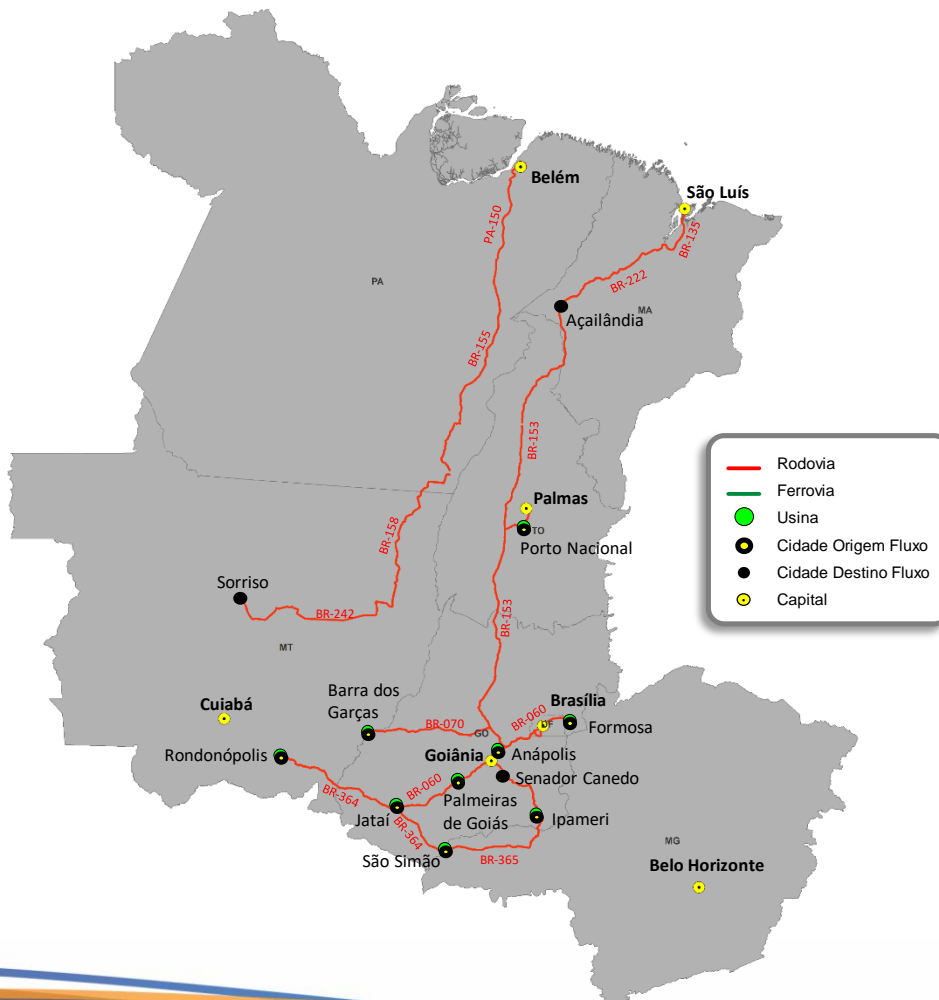 Belém
São Luís
PA-150
BR-135
BR-222
PA
MA
Açailândia
BR-155
BR-153
Rodovia
Ferrovia
Usina
Cidade Origem Fluxo
Cidade Destino Fluxo
Capital
Palmas
TO
Porto Nacional
BR-158
Sorriso
BR-242
BR-153
MT
Barra dos
Garças
Brasília
Cuiabá
BR-070
BR-060
DF
Formosa
GO
Goiânia
Anápolis
Rondonópolis
Senador Canedo
BR-364
BR-060
Palmeiras
de Goiás
Jataí
Ipameri
BR-364
São Simão
BR-365
MG
Belo Horizonte